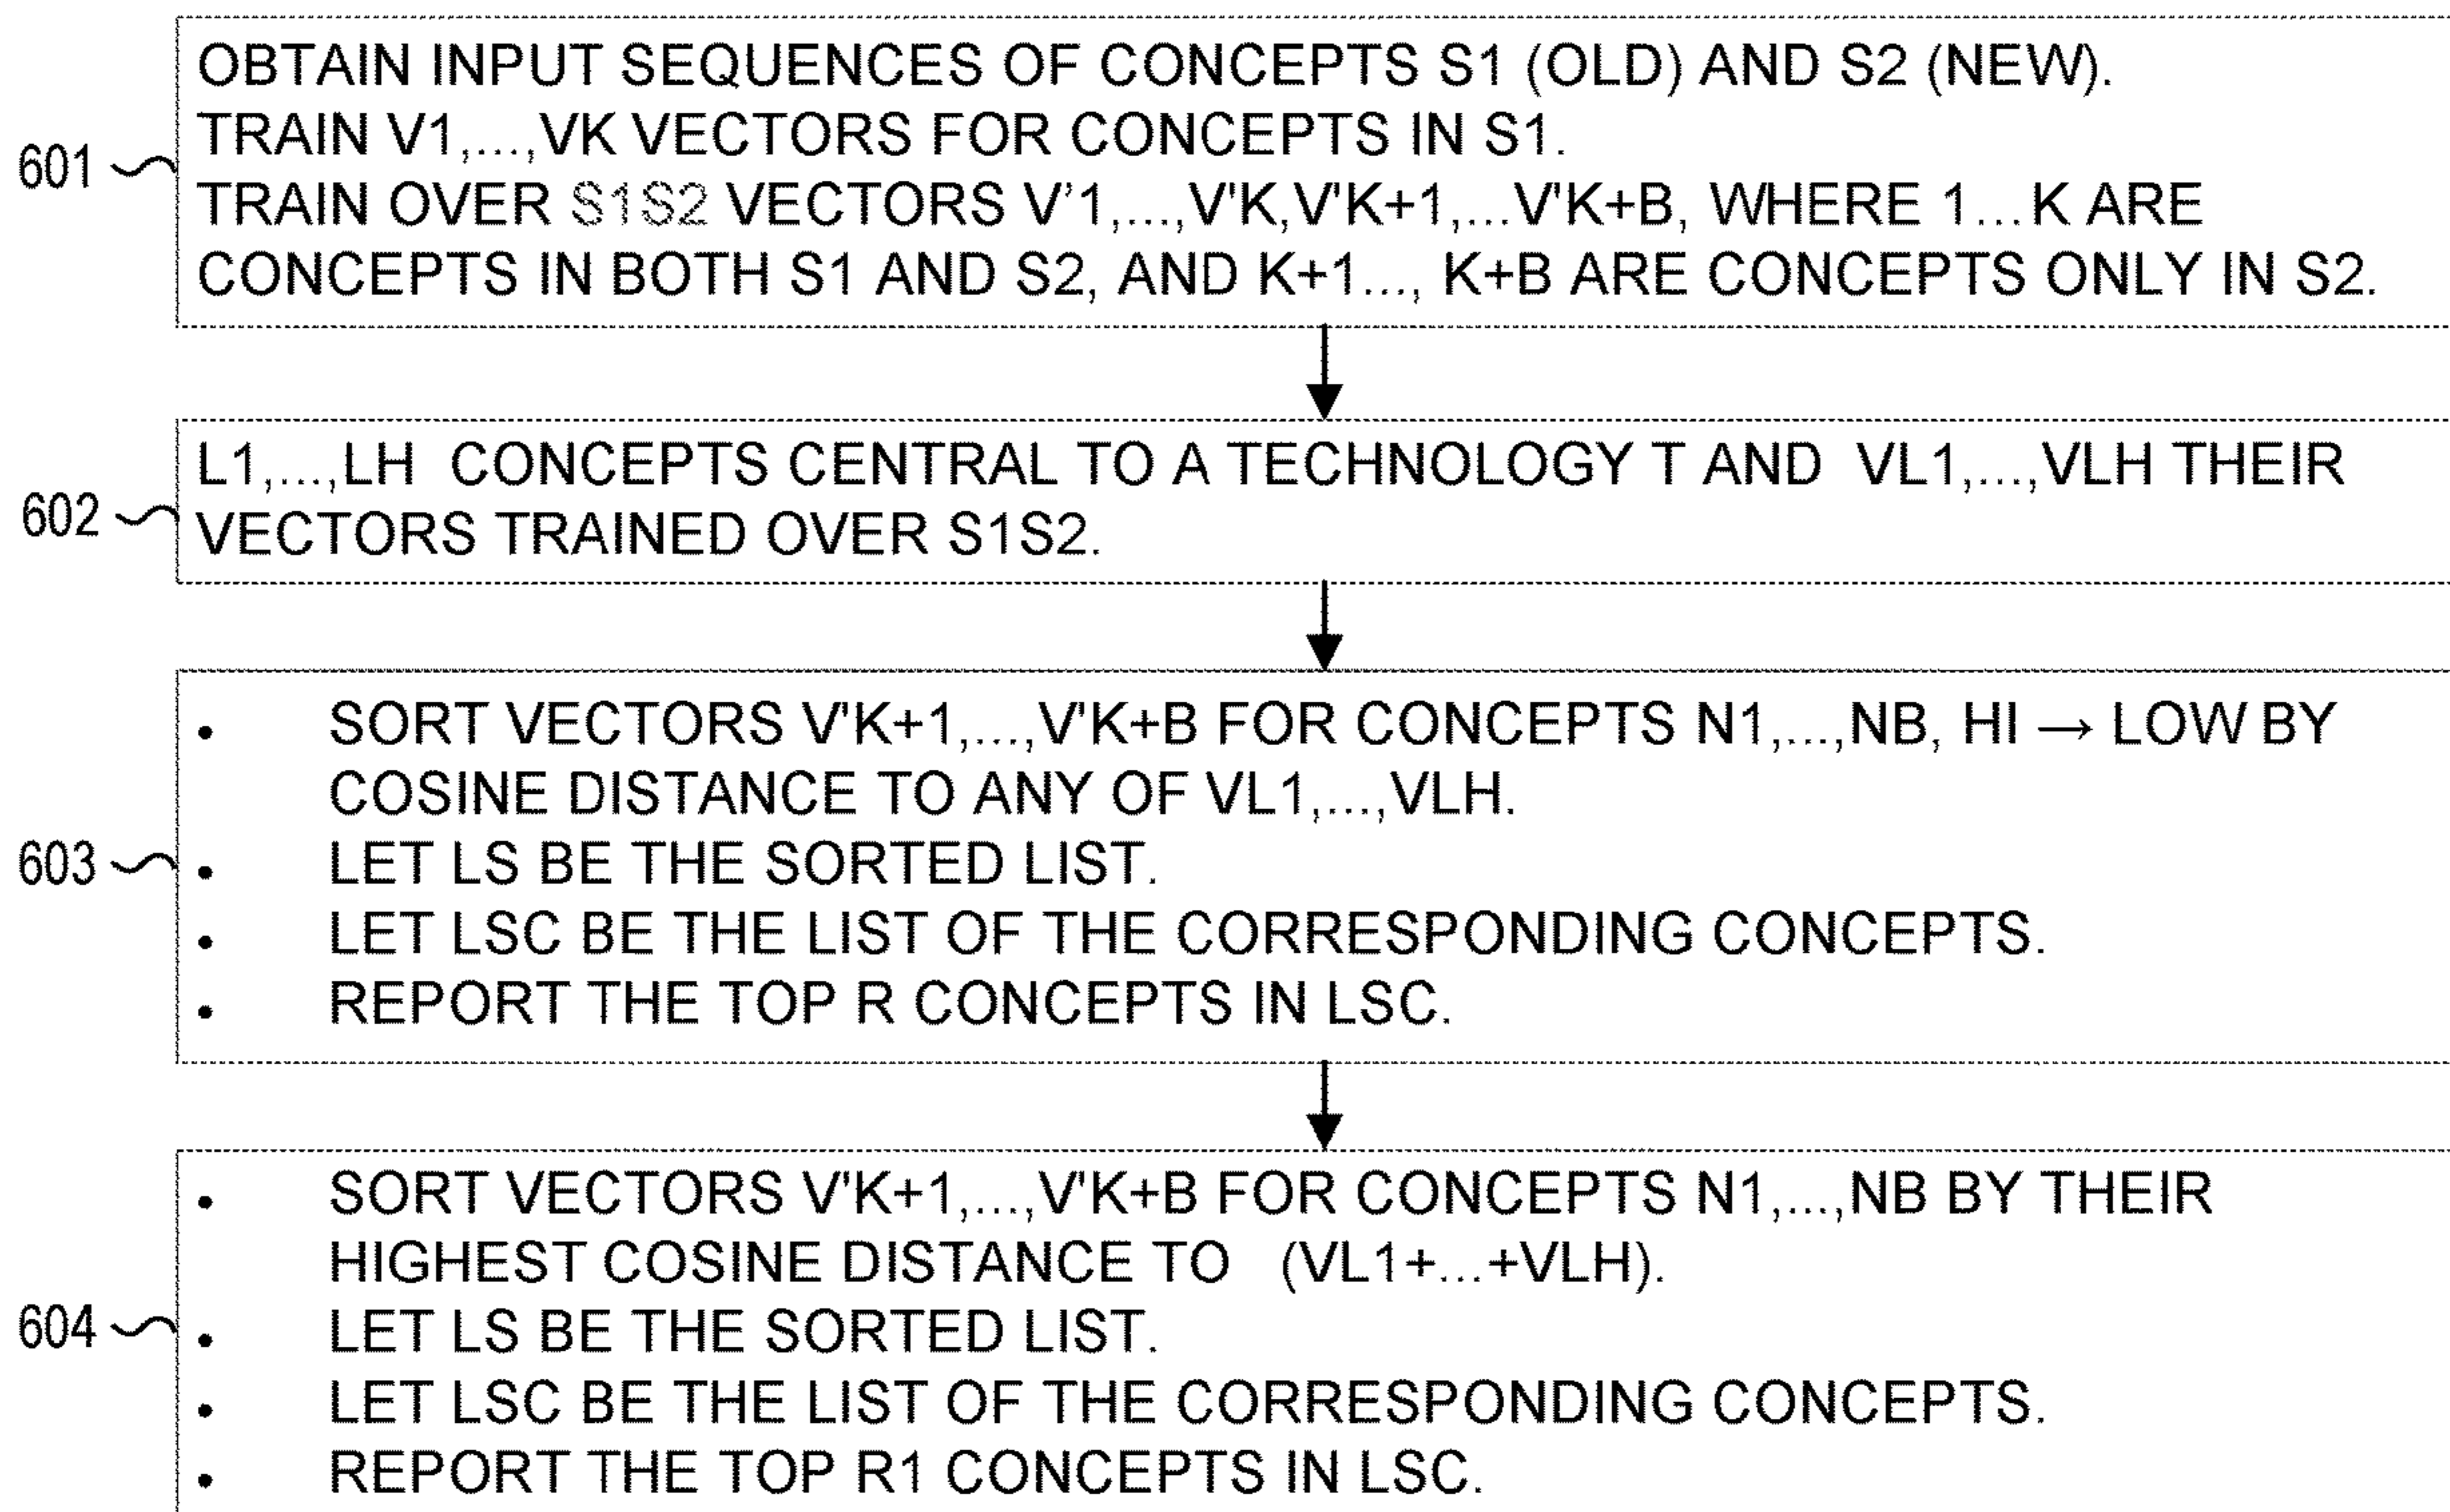 OBTAIN INPUT SEQUENCES OF CONCEPTS S1 (OLD) AND S2 (NEW).
TRAIN V1,...,VK VECTORS FOR CONCEPTS IN S1.
601
TRAIN OVER S1S2 VECTORS V'1,...,V'K,V'K+1,...V'K+B, WHERE 1...K ARE
CONCEPTS IN BOTH S1 AND S2, AND K+1..., K+B ARE CONCEPTS ONLY IN S2.
L1,...,LH CONCEPTS CENTRAL TO A TECHNOLOGY T AND VL1,...,VLH THEIR
602
VECTORS TRAINED OVER S1S2.
• SORT VECTORS V'K+1,...,V'K+B FOR CONCEPTS N1,...,NB, HI → LOW BY
COSINE DISTANCE TO ANY OF VL1,...,VLH.
603
• LET LS BE THE SORTED LIST.
• LET LSC BE THE LIST OF THE CORRESPONDING CONCEPTS.
• REPORT THE TOP R CONCEPTS IN LSC.
• SORT VECTORS V'K+1,...,V'K+B FOR CONCEPTS N1,...,NB BY THEIR
HIGHEST COSINE DISTANCE TO (VL1+...+VLH).
604
• LET LS BE THE SORTED LIST.
• LET LSC BE THE LIST OF THE CORRESPONDING CONCEPTS.
• REPORT THE TOP R1 CONCEPTS IN LSC.